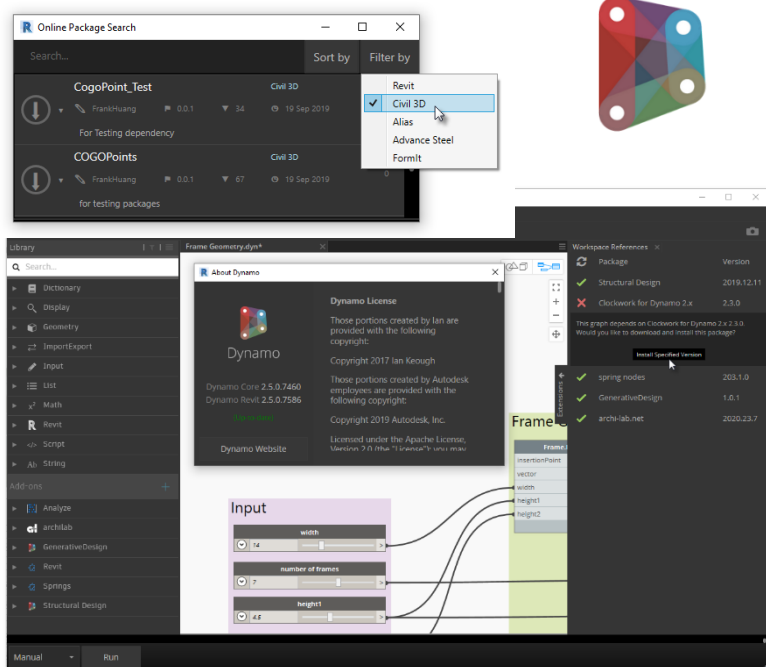 Online Package Search
Search...
Sort by
Filter by
CogoPoint_Test
Civil 3D
FrankHuang
0.0.1
34
19 Sep 2019
For Testing dependency
COGOPoints
Civil 3D
FrankHuang
0.0.1
67
19 Sep 2019
0
for testing packages
Revit
Civil 3D
Alias
Advance Steel
FormIt
Library
Search...
Dictionary
Display
Geometry
ImportExport
Input
List
Math
Revit
Script
String
Add-ons
Analyze
archilab
GenerativeDesign
Revit
Springs
Structural Design
Manual
Run
Frame Geometry.dyn*
About Dynamo
Dynamo
Dynamo Core 2.5.0.7460
Dynamo Revit 2.5.0.7586
Dynamo Website
Dynamo License
Those portions created by Ian are
provided with the following
copyright:
Copyright 2017 Ian Keough
Those portions created by Autodesk
employees are provided with the
following copyright:
Copyright 2019 Autodesk, Inc.
Licensed under the Apache License,
Version 2.0 (the "License"); you may
Input
width
14
number of frames
7
height1
4.5
Frame
Frame.
insertionPoint
vector
width
height1
height2
Extensions
Workspace References
Package
Version
Structural Design
2019.12.11
Clockwork for Dynamo 2.x
2.3.0
This graph depends on Clockwork for Dynamo 2.x 2.3.0.
Would you like to download and install this package?
Install Specified Version
spring nodes
203.1.0
GenerativeDesign
1.0.1
archi-lab.net
2020.23.7